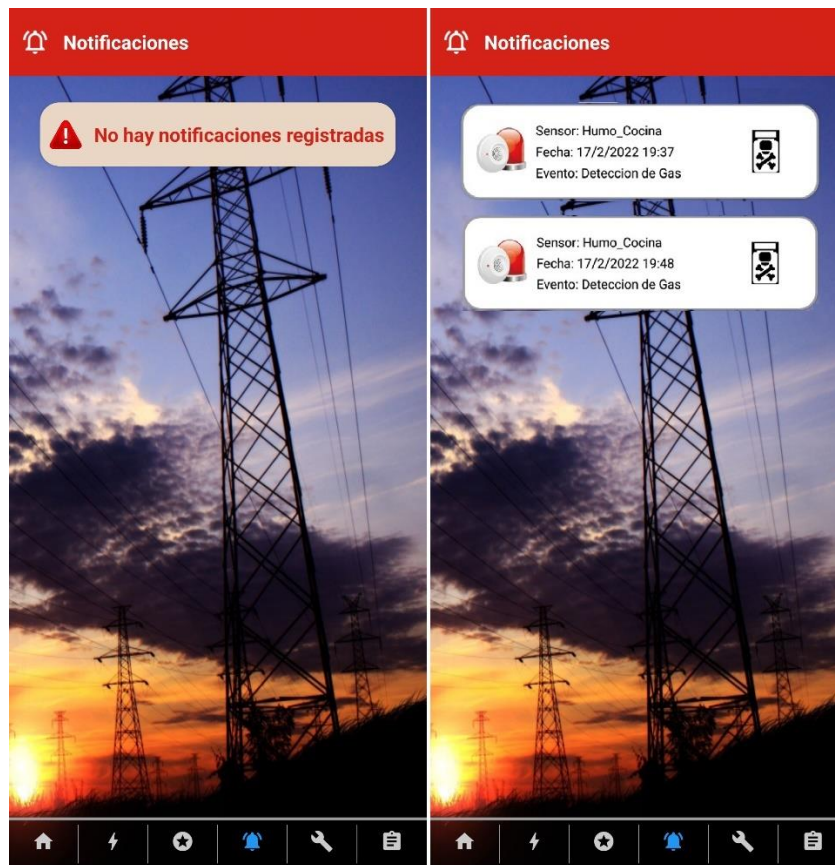 Notificaciones
No hay notificaciones registradas
Notificaciones
Sensor: Humo_Cocina
Fecha: 17/2/2022 19:37
Evento: Deteccion de Gas
Sensor: Humo_Cocina
Fecha: 17/2/2022 19:48
Evento: Deteccion de Gas